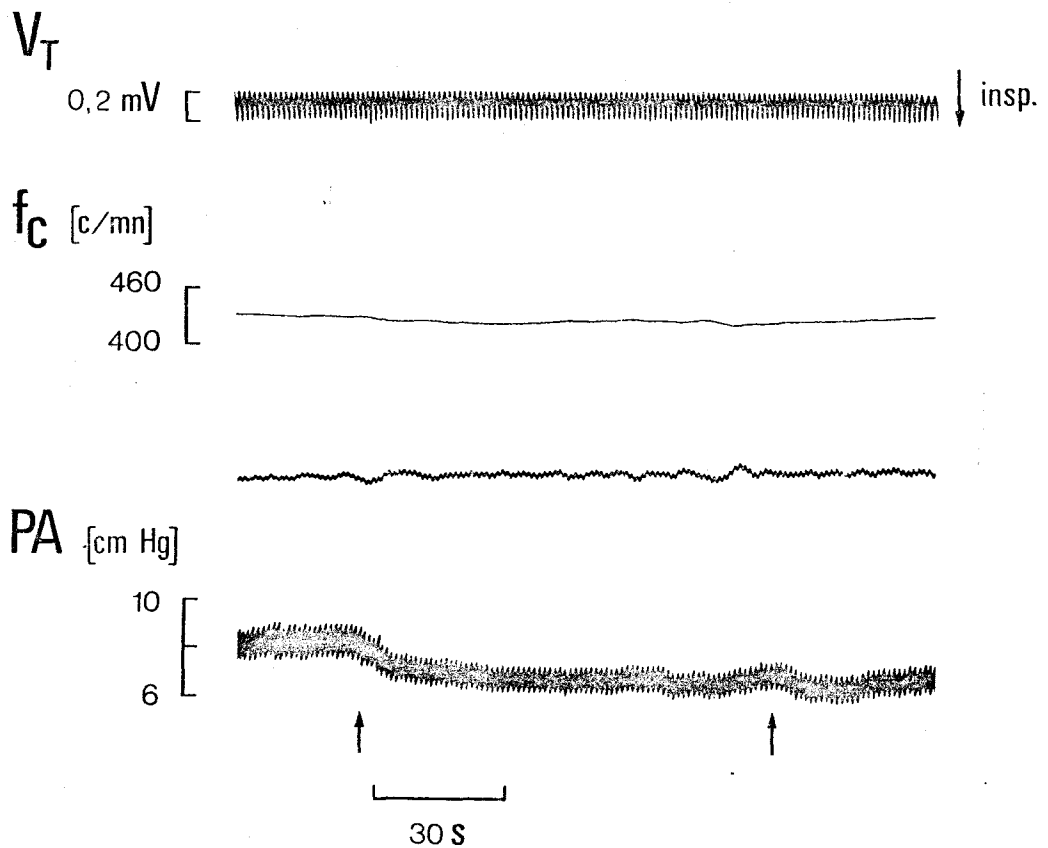 V_T
0,2 mV
insp.
f_C [c/mn]
460
400
PA [cm Hg]
10
6
30 S